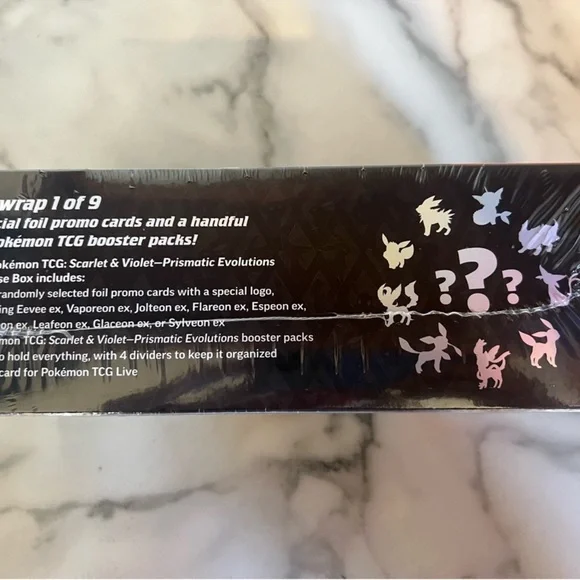 wrap 1 of 9
cial foil promo cards and a handful
okémon TCG booster packs!
okémon TCG: Scarlet & Violet—Prismatic Evolutions
se Box includes:
randomly selected foil promo cards with a special logo,
ing Eevee ex, Vaporeon ex, Jolteon ex, Flareon ex, Espeon ex,
on ex, Leafeon ex, Glaceon ex, or Sylveon ex
mon TCG: Scarlet & Violet—Prismatic Evolutions booster packs
o hold everything, with 4 dividers to keep it organized
card for Pokémon TCG Live
???